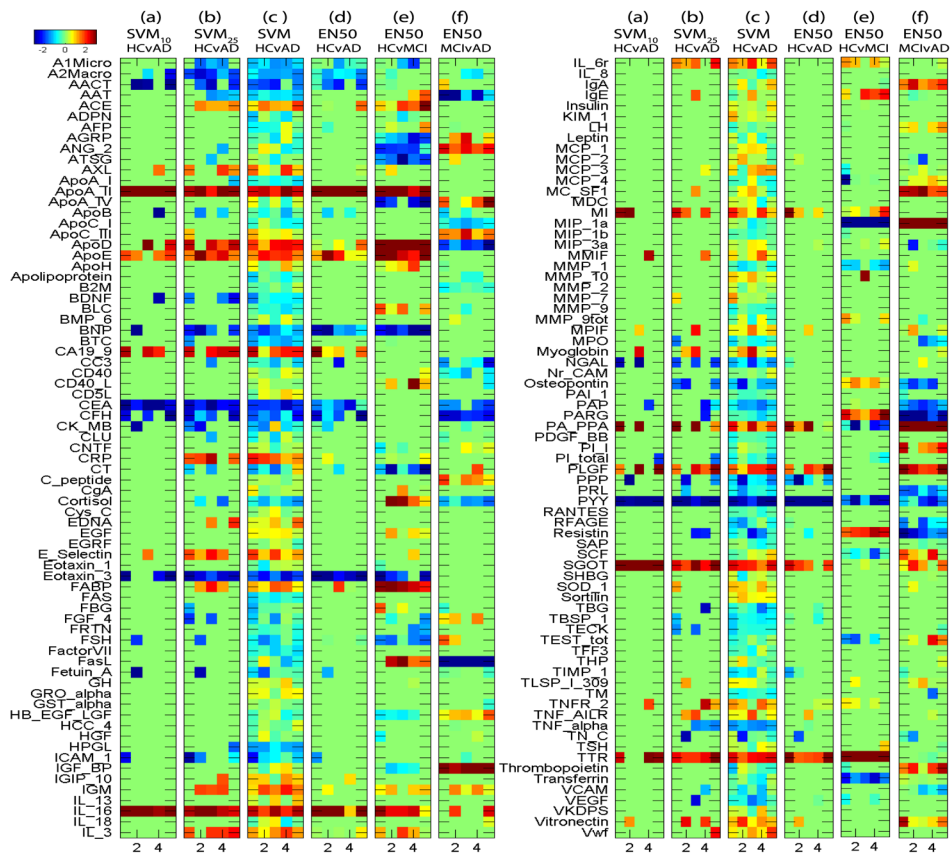 (a) (b) (c) (d) (e) (f)
SVM10 SVM25 SVM EN50 EN50 EN50
HCvAD HCvAD HCvAD HCvAD HCvMCI MCIvAD
-2 0 2
A1Micro
A2Macro
AACT
AAT
ACE
ADPN
AFP
AGRP
ANG_2
ATSG
AXL
ApoA_I
ApoA_II
ApoA_IV
ApoB
ApoC_I
ApoC_III
ApoD
ApoE
ApoH
Apolipoprotein
B2M
BDNF
BLC
BMP_6
BNP
BTC
CA19_9
CC3
CD40
CD40_L
CD5L
CEA
CFH
CK_MB
CLU
CNTF
CRP
CT
C_peptide
CgA
Cortisol
Cys_C
EDNA
EGF
EGRF
E_Selectin
Eotaxin_1
Eotaxin_3
FABP
FAS
FBG
FGF_4
FRTN
FSH
FactorVII
FasL
Fetuin_A
GH
GRO_alpha
GST_alpha
HB_EGF_LGF
HCC_4
HGF
HPGL
ICAM_1
IGF_BP
IGIP_10
IGM
IL_13
IL_16
IL_18
IL_3
2 4 2 4 2 4 2 4 2 4 2 4
(a) (b) (c) (d) (e) (f)
SVM10 SVM25 SVM EN50 EN50 EN50
HCvAD HCvAD HCvAD HCvAD HCvMCI MCIvAD
IL_6r
IL_8
IgA
IgE
Insulin
KIM_1
LH
Leptin
MCP_1
MCP_2
MCP_3
MCP_4
MC_SF1
MDC
MI
MIP_1a
MIP_1b
MIP_3a
MMIF
MMP_1
MMP_10
MMP_2
MMP_7
MMP_9
MMP_9tot
MPIF
MPO
Myoglobin
NGAL
Nr_CAM
Osteopontin
PAI_1
PAP
PARG
PA_PPA
PDGF_BB
PI_I
PI_total
PLGF
PPP
PRL
PYY
RANTES
RFAGE
Resistin
SAP
SCF
SGOT
SHBG
SOD_1
Sortilin
TBG
TBSP_1
TECK
TEST_tot
TFF3
THP
TIMP_1
TLSP_I_309
TM
TNFR_2
TNF_AILR
TNF_alpha
TN_C
TSH
TTR
Thrombopoietin
Transferrin
VCAM
VEGF
VKDPS
Vitronectin
Vwf
2 4 2 4 2 4 2 4 2 4 2 4